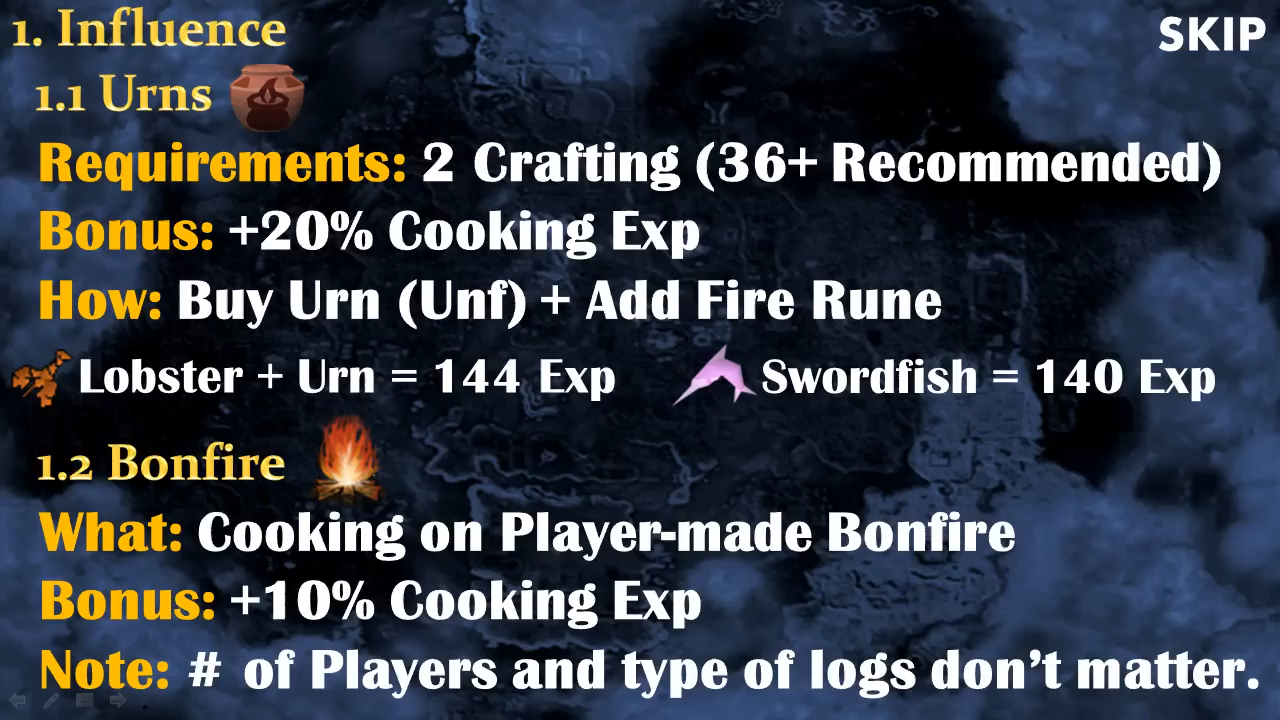 1. Influence
SKIP
1.1 Urns
Requirements: 2 Crafting (36+ Recommended)
Bonus: +20% Cooking Exp
How: Buy Urn (Unf) + Add Fire Rune
Lobster + Urn = 144 Exp
Swordfish = 140 Exp
1.2 Bonfire
What: Cooking on Player-made Bonfire
Bonus: +10% Cooking Exp
Note: # of Players and type of logs don’t matter.